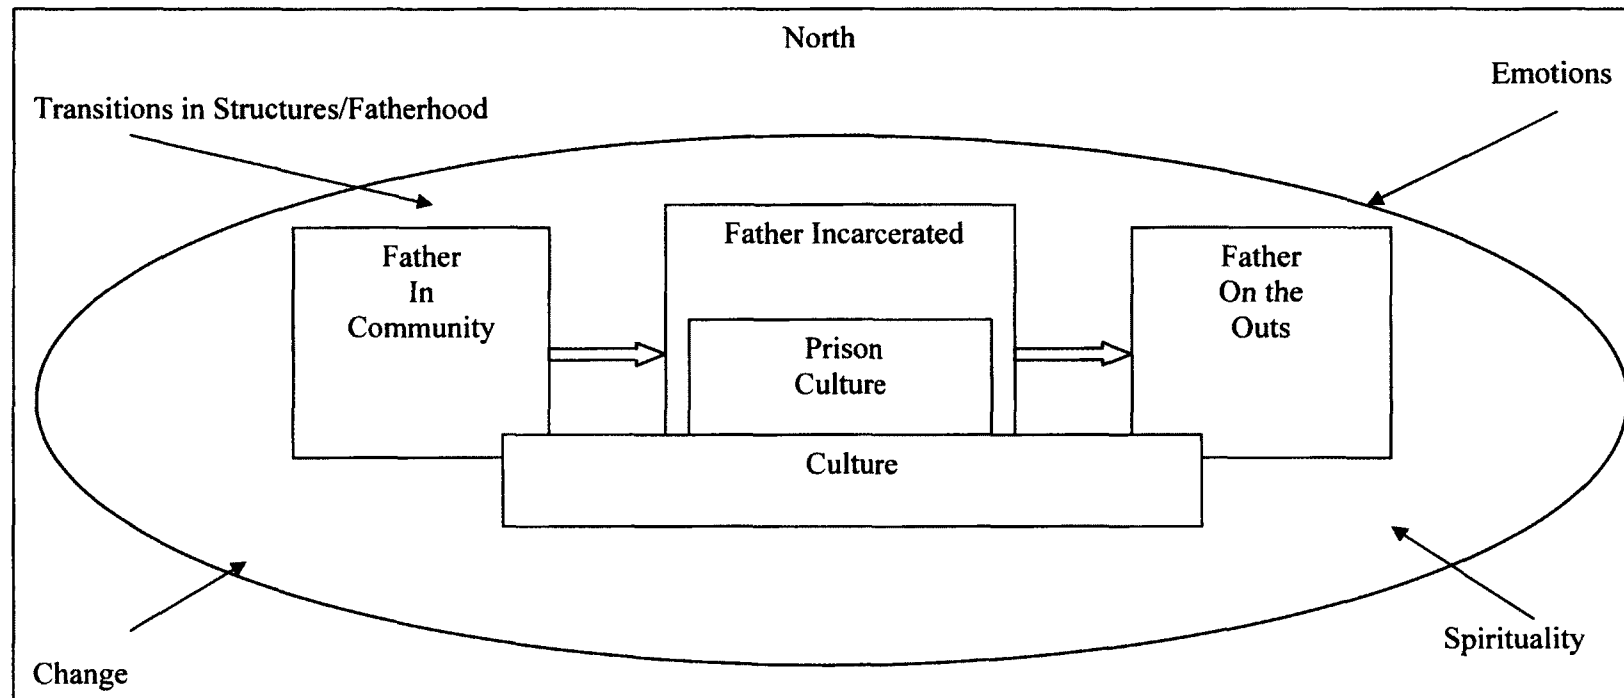 North
Emotions
Transitions in Structures/Fatherhood
Father
In
Community
Father Incarcerated
Prison
Culture
Father
On the
Outs
Culture
Change
Spirituality